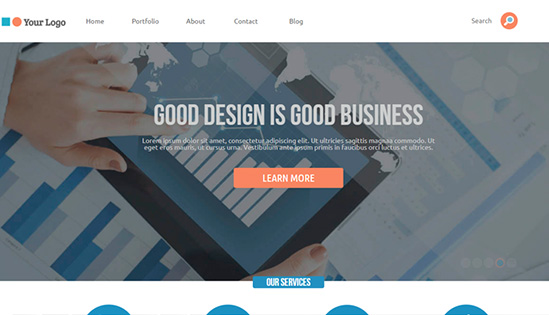 Your Logo
Home
Portfolio
About
Contact
Blog
Search
GOOD DESIGN IS GOOD BUSINESS
Lorem ipsum dolor sit amet, consectetur adipiscing elit. Ut ultricies sagittis magnaa commodo. Ut
eget eros mauris, ut cursus urna. Vestibulum ante ipsum primis in faucibus orci luctus et ultrices.
LEARN MORE
OUR SERVICES